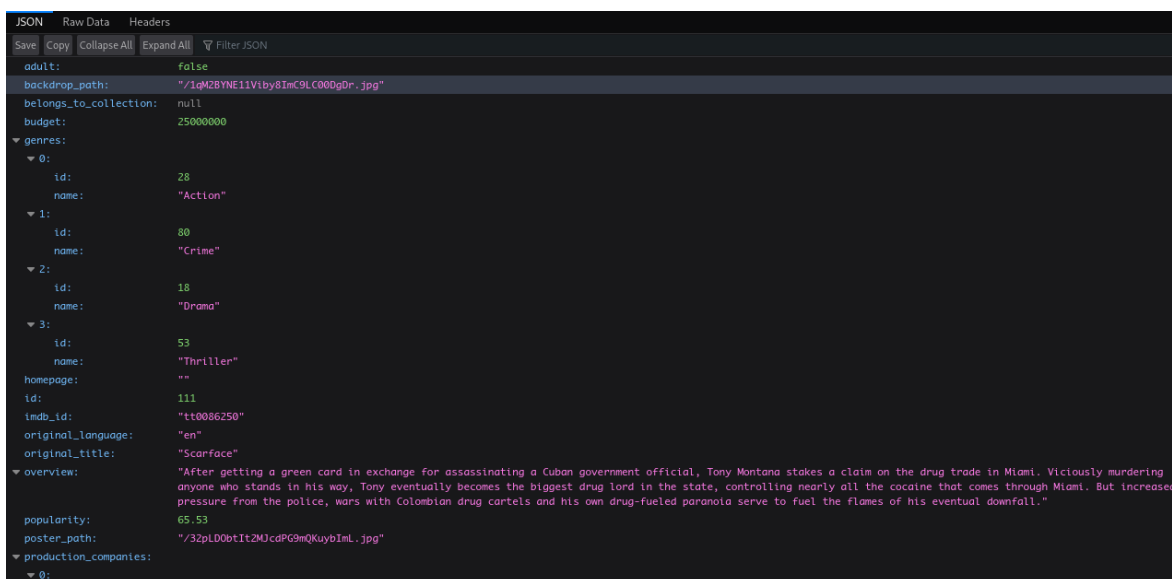 JSON Raw Data Headers
Save Copy Collapse All Expand All Filter JSON
adult: false
backdrop_path: "/1qM2BYNE11Viby8ImC9LC00DgDr.jpg"
belongs_to_collection: null
budget: 25000000
genres:
0:
id: 28
name: "Action"
1:
id: 80
name: "Crime"
2:
id: 18
name: "Drama"
3:
id: 53
name: "Thriller"
homepage: ""
id: 111
imdb_id: "tt0086250"
original_language: "en"
original_title: "Scarface"
overview: "After getting a green card in exchange for assassinating a Cuban government official, Tony Montana stakes a claim on the drug trade in Miami. Viciously murdering
anyone who stands in his way, Tony eventually becomes the biggest drug lord in the state, controlling nearly all the cocaine that comes through Miami. But increased
pressure from the police, wars with Colombian drug cartels and his own drug-fueled paranoia serve to fuel the flames of his eventual downfall."
popularity: 65.53
poster_path: "/32pLDObtIt2MJcdPG9mQKuybImL.jpg"
production_companies:
0: